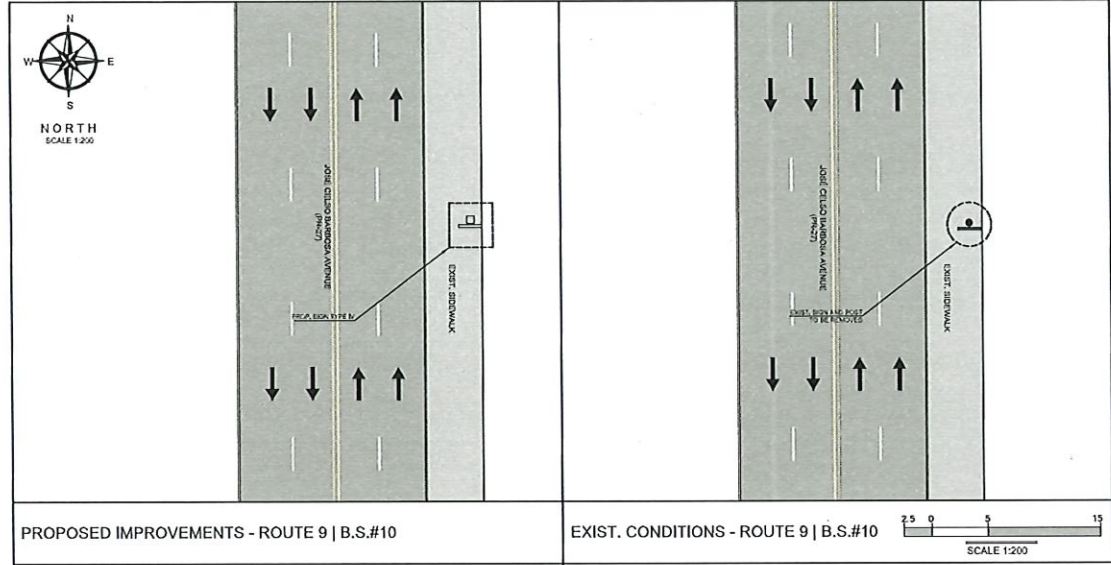 N
W E
S
NORTH
SCALE 1:200
JOSÉ CELSO BARBOSA AVENUE
(PR-27)
EXIST. SIDEWALK
PROP. SIGN TYPE IV
PROPOSED IMPROVEMENTS - ROUTE 9 | B.S.#10
JOSÉ CELSO BARBOSA AVENUE
(PR-27)
EXIST. SIDEWALK
EXIST. SIGN AND POST
TO BE REMOVED
EXIST. CONDITIONS - ROUTE 9 | B.S.#10
2.5 0 5 15
SCALE 1:200